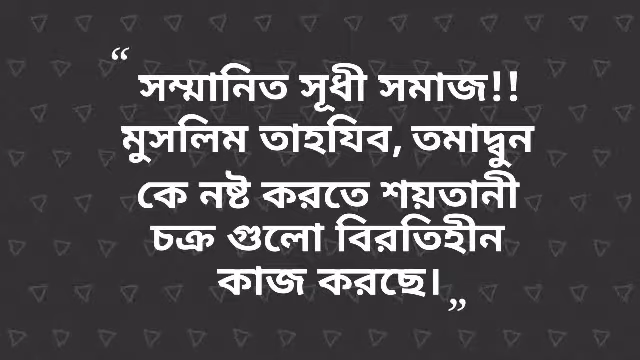 “
সম্মানিত সূধী সমাজ!!
মুসলিম তাহযিব, তমাদ্বুন
কে নষ্ট করতে শয়তানী
চক্র গুলো বিরতিহীন
কাজ করছে।
”